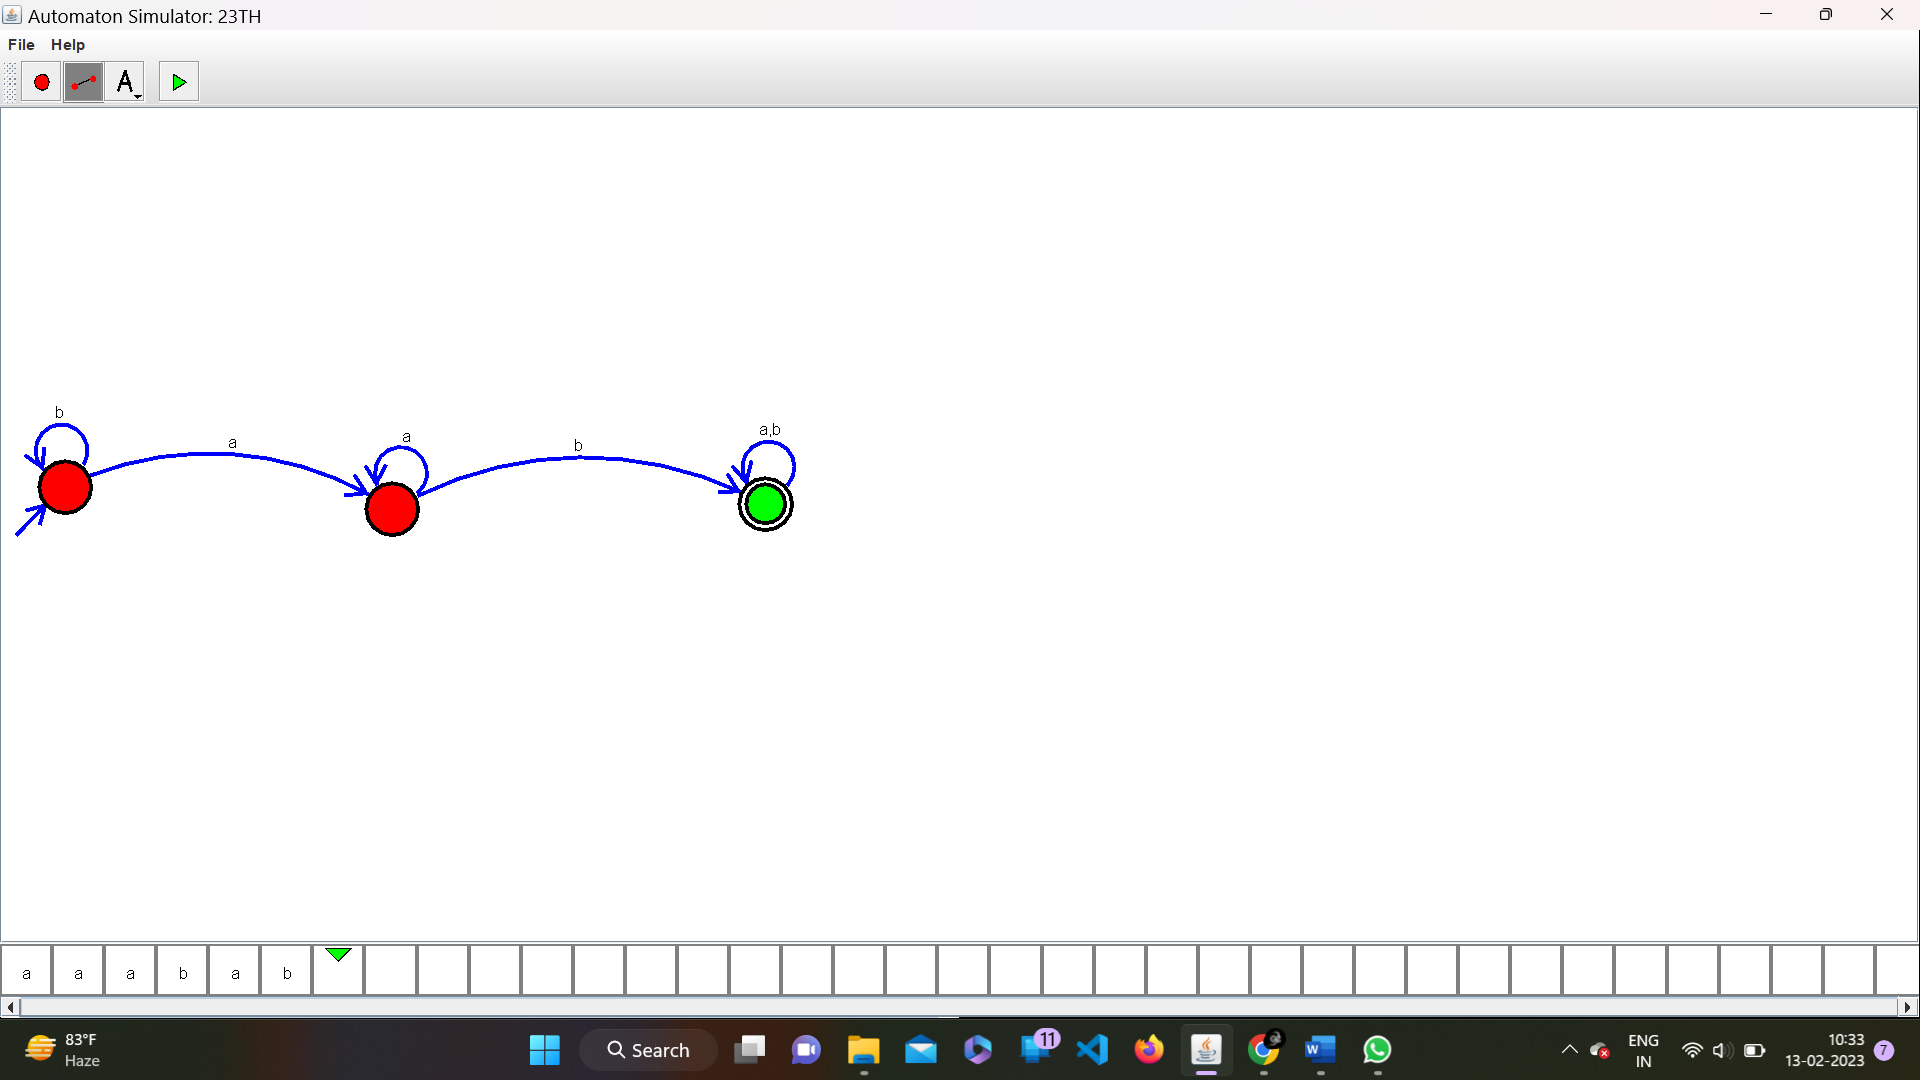 Automaton Simulator: 23TH
File Help
A
b
a
a
b
a,b
a a a b a b
83°F
Haze
Search
11
ENG
IN
10:33
13-02-2023
7